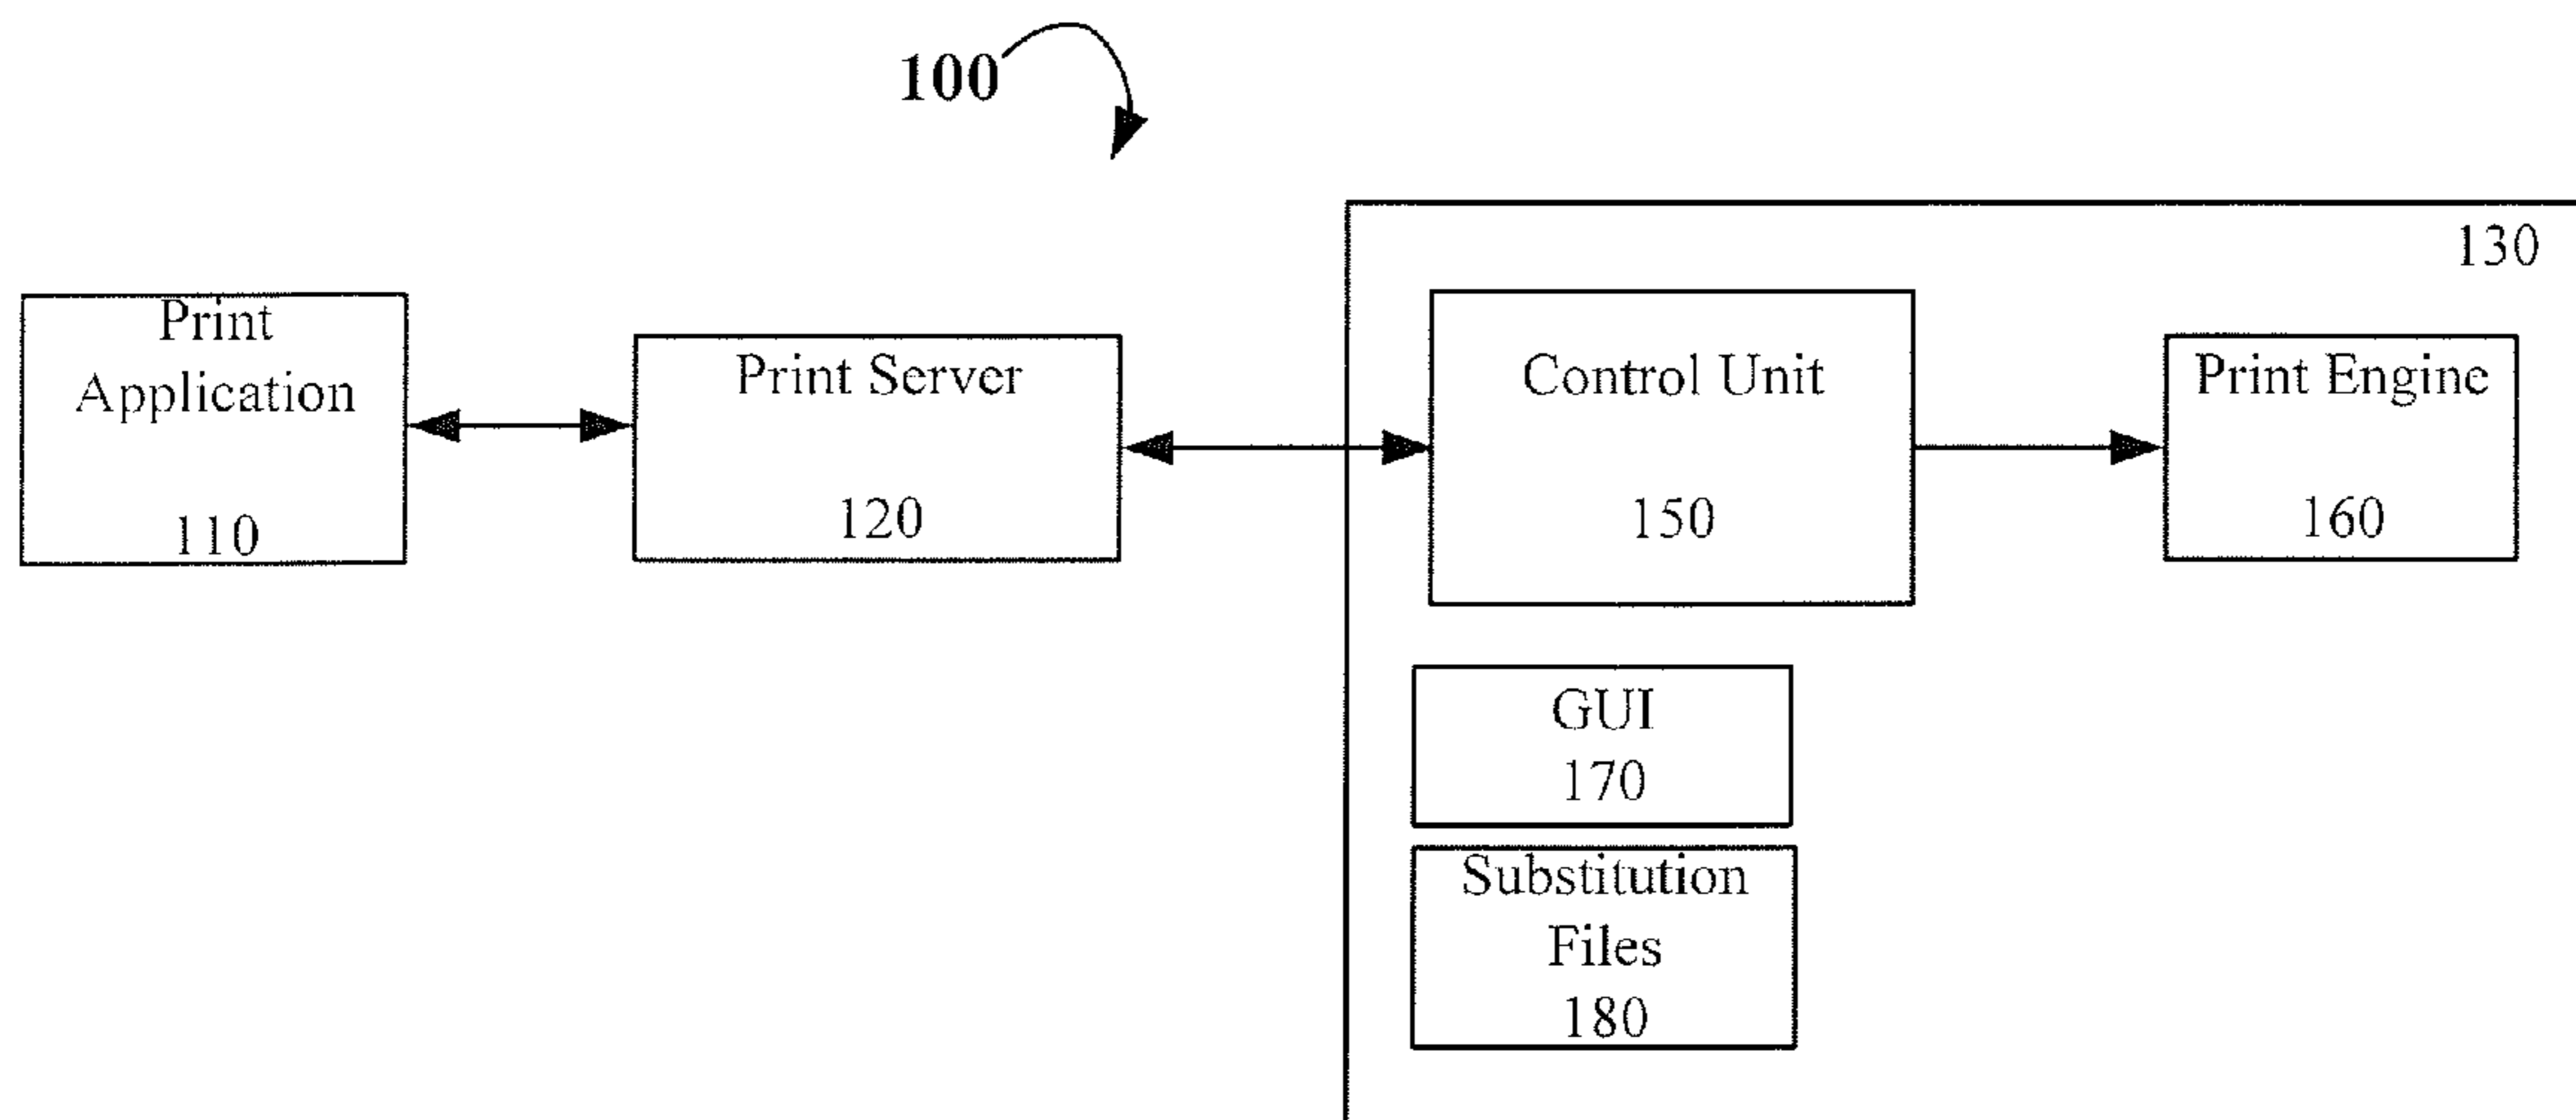 100
130
Print
Application
110
Print Server
120
Control Unit
150
Print Engine
160
GUI
170
Substitution
Files
180